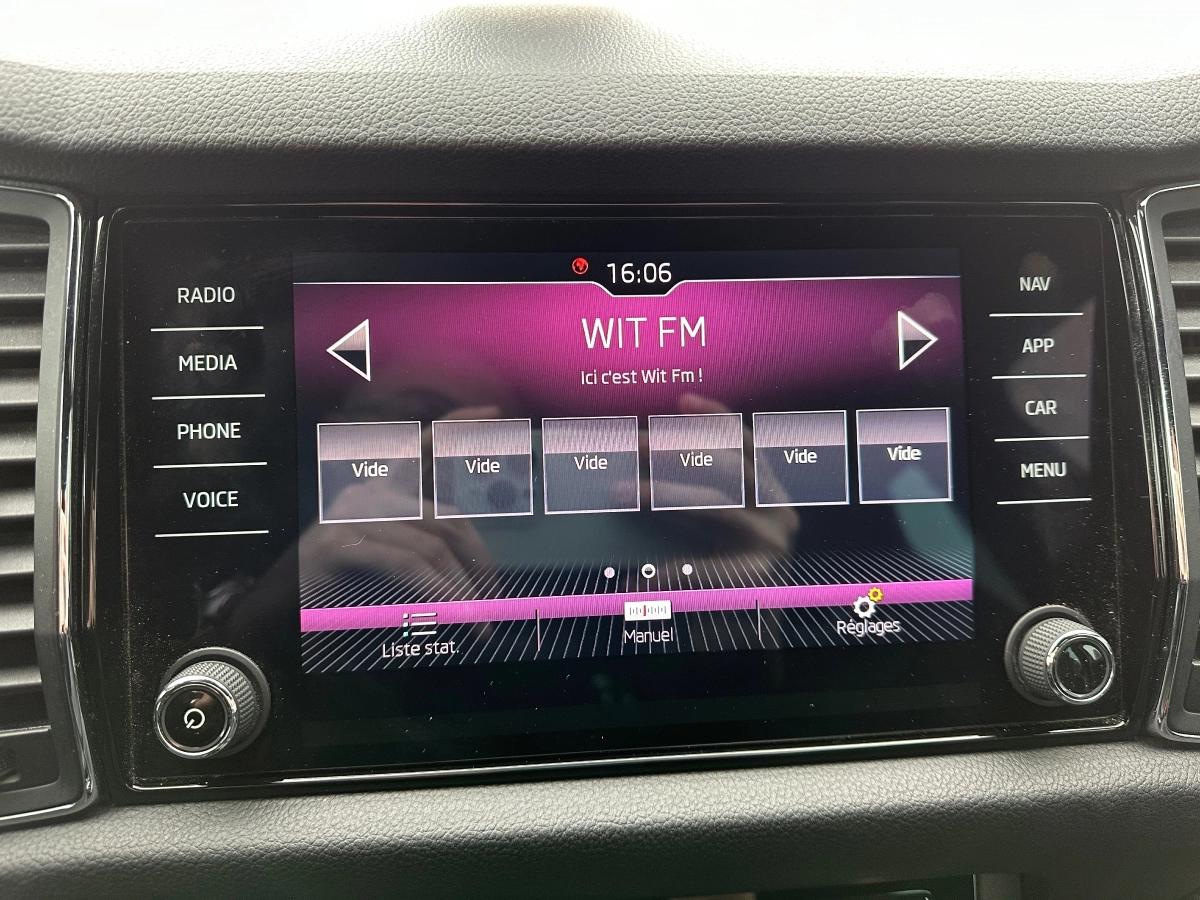 16:06
RADIO
MEDIA
PHONE
VOICE
WIT FM
Ici c'est Wit Fm !
Vide Vide Vide Vide Vide Vide
Liste stat. Manuel Réglages
NAV
APP
CAR
MENU